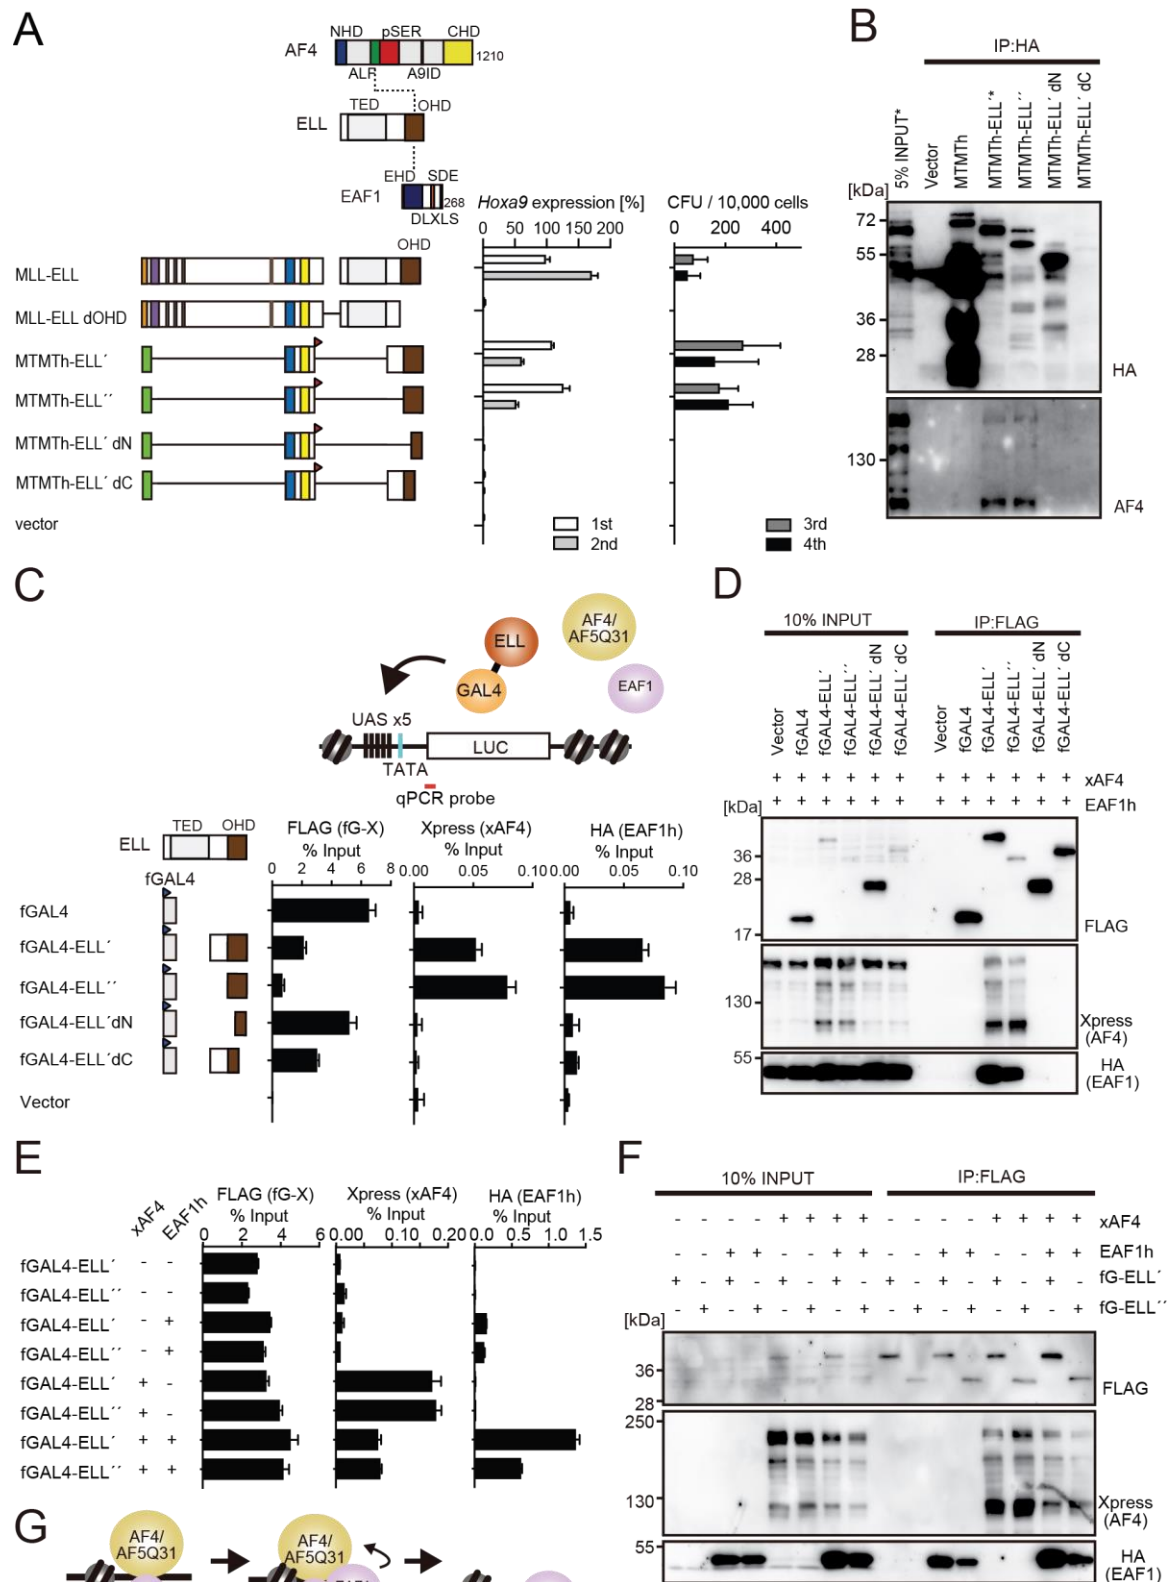 A
NHD pSER CHD
AF4
1210
ALF A9ID
TED OHD
ELL
EHD SDE
EAF1
268
DLXLS
OHD
Hoxa9 expression [%]
0 50 100 150 200
CFU / 10,000 cells
0 200 400
MLL-ELL
MLL-ELL dOHD
MTMTh-ELL´
MTMTh-ELL´´
MTMTh-ELL´ dN
MTMTh-ELL´ dC
vector
1st
2nd
3rd
4th
B
IP:HA
5% INPUT*
Vector
MTMTh
MTMTh-ELL´*
MTMTh-ELL´´
MTMTh-ELL´ dN
MTMTh-ELL´ dC
[kDa]
72
55
36
28
HA
130
AF4
C
ELL
AF4/
AF5Q31
GAL4
EAF1
UAS x5
LUC
TATA
qPCR probe
TED OHD
ELL
fGAL4
FLAG (fG-X)
% Input
0 2 4 6 8
Xpress (xAF4)
% Input
0.00 0.05 0.10
HA (EAF1h)
% Input
0.00 0.05 0.10
fGAL4
fGAL4-ELL´
fGAL4-ELL´´
fGAL4-ELL´dN
fGAL4-ELL´dC
Vector
D
10% INPUT IP:FLAG
Vector
fGAL4
fGAL4-ELL´
fGAL4-ELL´´
fGAL4-ELL´ dN
fGAL4-ELL´ dC
Vector
fGAL4
fGAL4-ELL´
fGAL4-ELL´´
fGAL4-ELL´ dN
fGAL4-ELL´ dC
+ + + + + + + + + + + + xAF4
+ + + + + + + + + + + + EAF1h
[kDa]
36
28
17
FLAG
130
Xpress
(AF4)
55
HA
(EAF1)
E
xAF4
EAF1h
FLAG (fG-X)
% Input
0 2 4 6
Xpress (xAF4)
% Input
0.00 0.10 0.20
HA (EAF1h)
% Input
0.0 0.5 1.0 1.5
fGAL4-ELL´ - -
fGAL4-ELL´´ - -
fGAL4-ELL´ - +
fGAL4-ELL´´ - +
fGAL4-ELL´ + -
fGAL4-ELL´´ + -
fGAL4-ELL´ + +
fGAL4-ELL´´ + +
F
10% INPUT IP:FLAG
- - - - + + + + - - - - + + + + xAF4
- - + + - - + + - - + + - - + + EAF1h
+ - + - + - + - + - + - + - + - fG-ELL´
- + - + - + - + - + - + - + - + fG-ELL´´
[kDa]
36
28
FLAG
250
130
Xpress
(AF4)
55
HA
(EAF1)
G
AF4/
AF5Q31
AF4/
AF5Q31